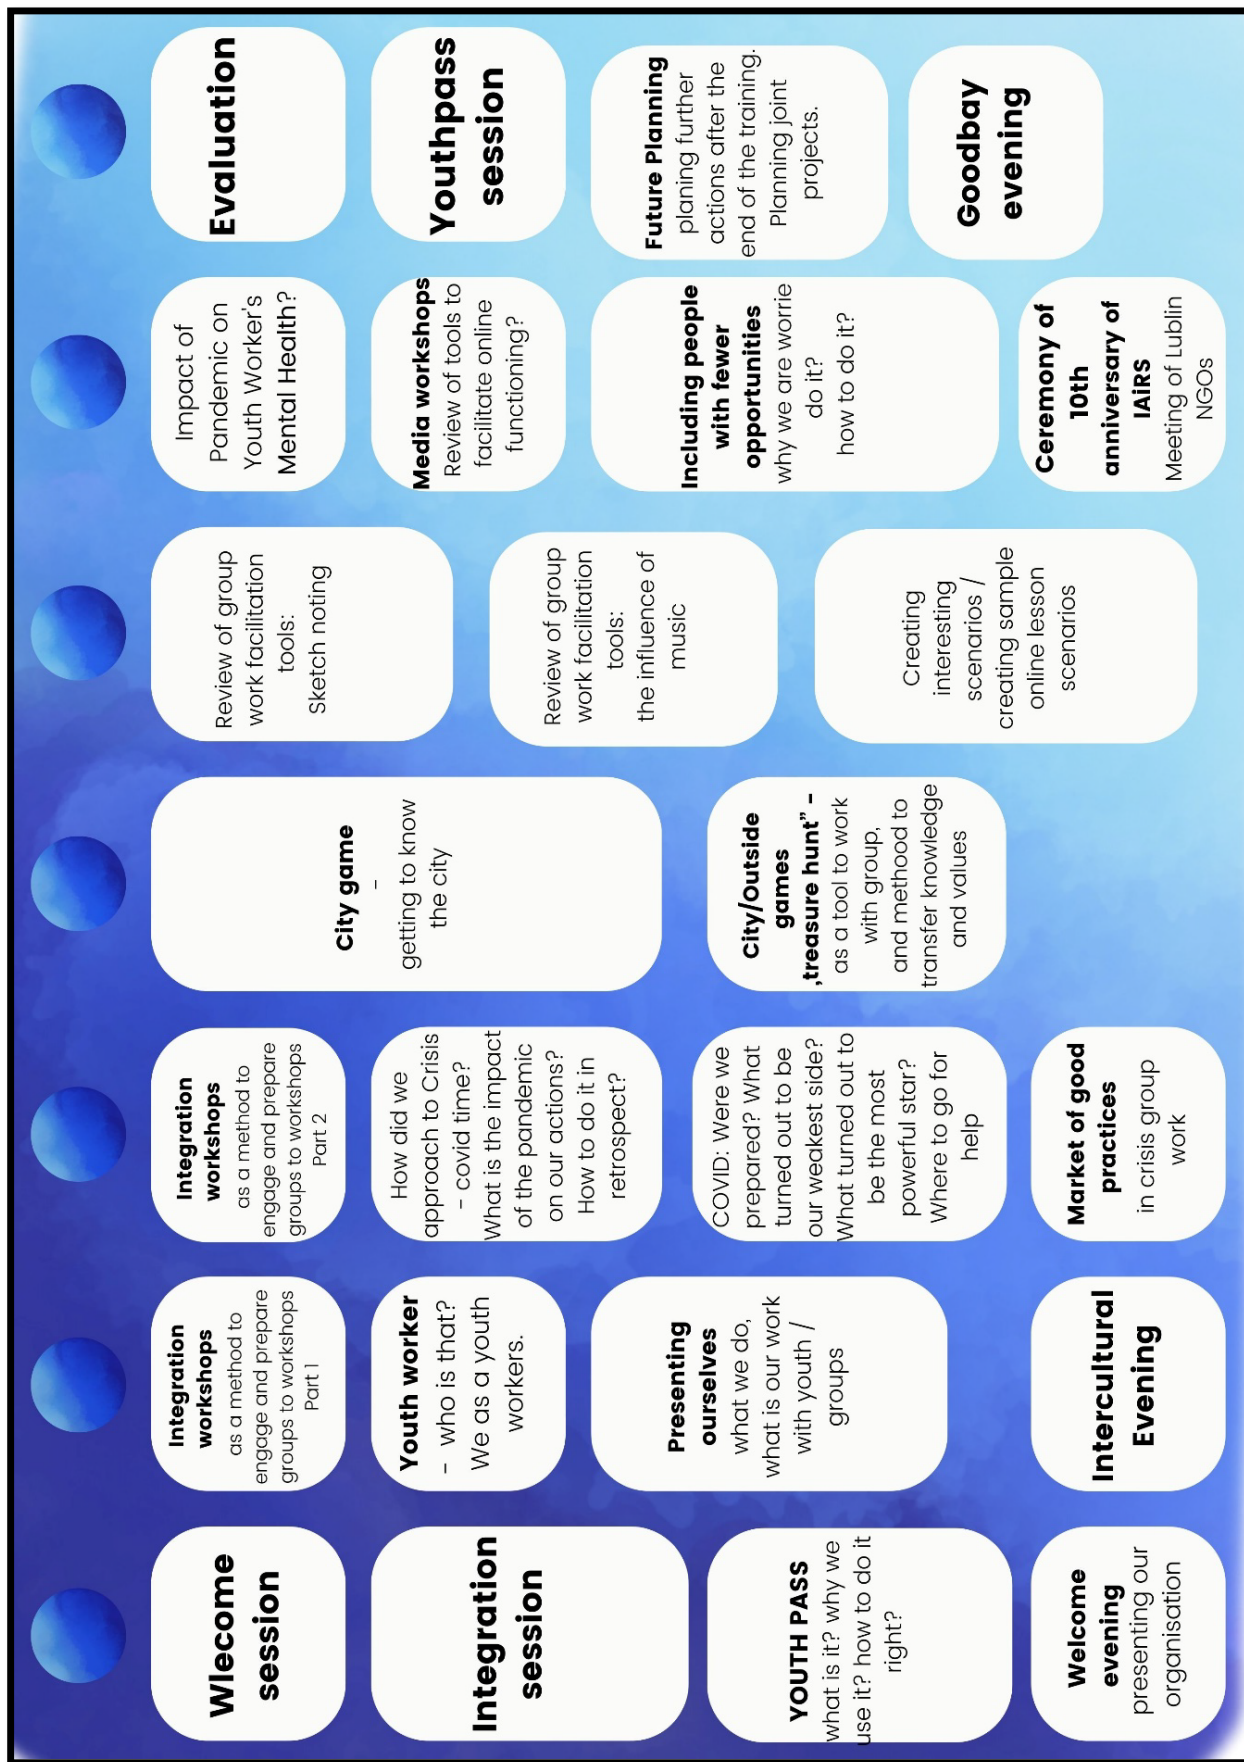 Wlecome
session
Integration
session
YOUTH PASS
what is it? why we
use it? how to do it
right?
Welcome
evening
presenting our
organisation
Integration
workshops
as a method to
engage and prepare
groups to workshops
Part 1
Youth worker
- who is that?
We as a youth
workers.
Presenting
ourselves
what we do,
what is our work
with youth /
groups
Intercultural
Evening
Integration
workshops
as a method to
engage and prepare
groups to workshops
Part 2
How did we
approach to Crisis
- covid time?
What is the impact
of the pandemic
on our actions?
How to do it in
retrospect?
COVID: Were we
prepared? What
turned out to be
our weakest side?
What turned out to
be the most
powerful star?
Where to go for
help
Market of good
practices
in crisis group
work
City game
-
getting to know
the city
City/Outside
games
„treasure hunt” -
as a tool to work
with group,
and methood to
transfer knowledge
and values
Review of group
work facilitation
tools:
Sketch noting
Review of group
work facilitation
tools:
the influence of
music
Creating
interesting
scenarios /
creating sample
online lesson
scenarios
Impact of
Pandemic on
Youth Worker's
Mental Health?
Media workshops
Review of tools to
facilitate online
functioning?
Including people
with fewer
opportunities
why we are worrie
do it?
how to do it?
Ceremony of
10th
anniversary of
IAiRS
Meeting of Lublin
NGOs
Evaluation
Youthpass
session
Future Planning
planing further
actions after the
end of the training.
Planning joint
projects.
Goodbay
evening